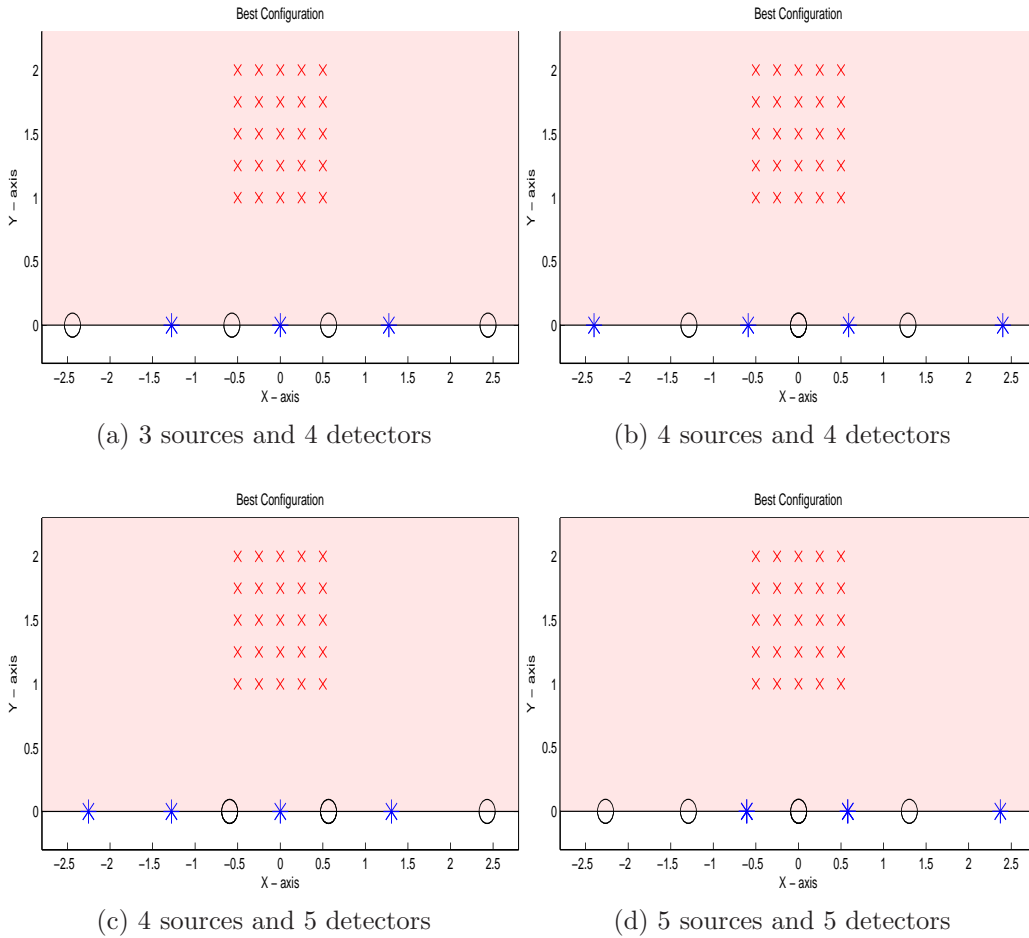 Best Configuration
Best Configuration
2
1.5
1
0.5
0
Y – axis
−2.5 −2 −1.5 −1 −0.5 0 0.5 1 1.5 2 2.5
X – axis
2
1.5
1
0.5
0
Y – axis
−2.5 −2 −1.5 −1 −0.5 0 0.5 1 1.5 2 2.5
X – axis
(a) 3 sources and 4 detectors
(b) 4 sources and 4 detectors
Best Configuration
Best Configuration
2
1.5
1
0.5
0
Y – axis
−2.5 −2 −1.5 −1 −0.5 0 0.5 1 1.5 2 2.5
X – axis
2
1.5
1
0.5
0
Y – axis
−2.5 −2 −1.5 −1 −0.5 0 0.5 1 1.5 2 2.5
X – axis
(c) 4 sources and 5 detectors
(d) 5 sources and 5 detectors